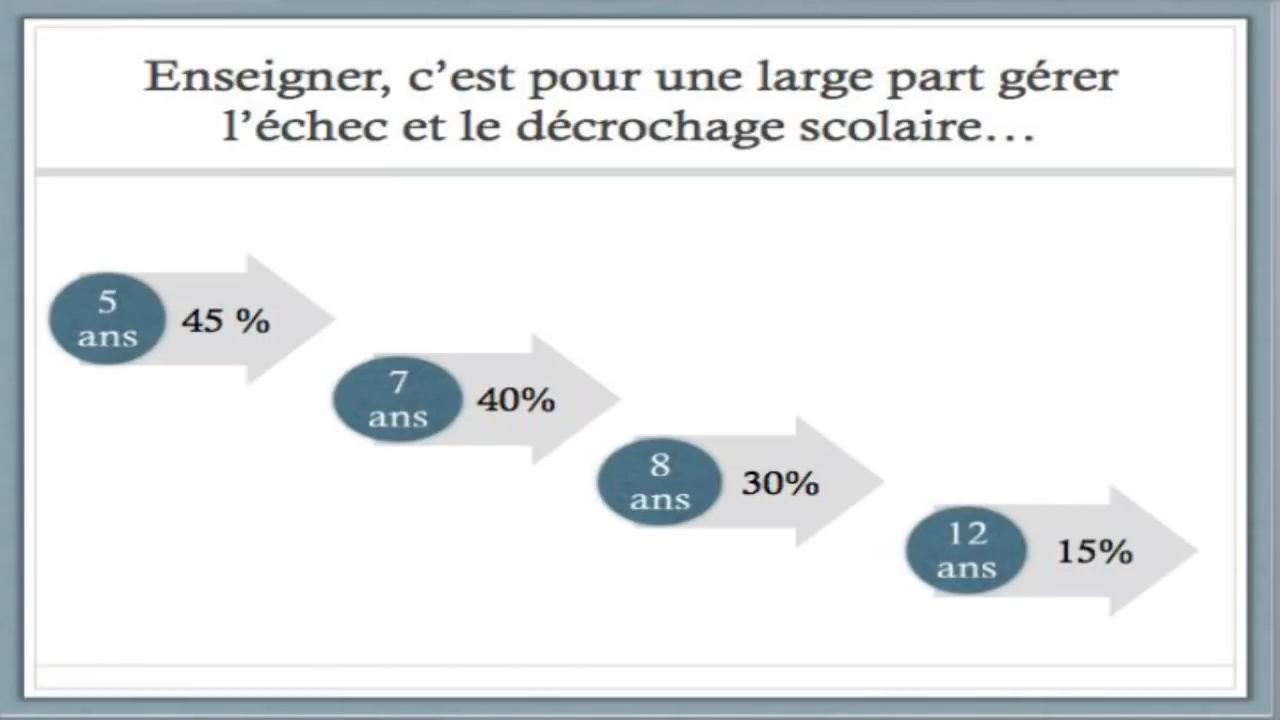 Enseigner, c’est pour une large part gérer
l’échec et le décrochage scolaire…
5
ans
45 %
7
ans
40%
8
ans
30%
12
ans
15%